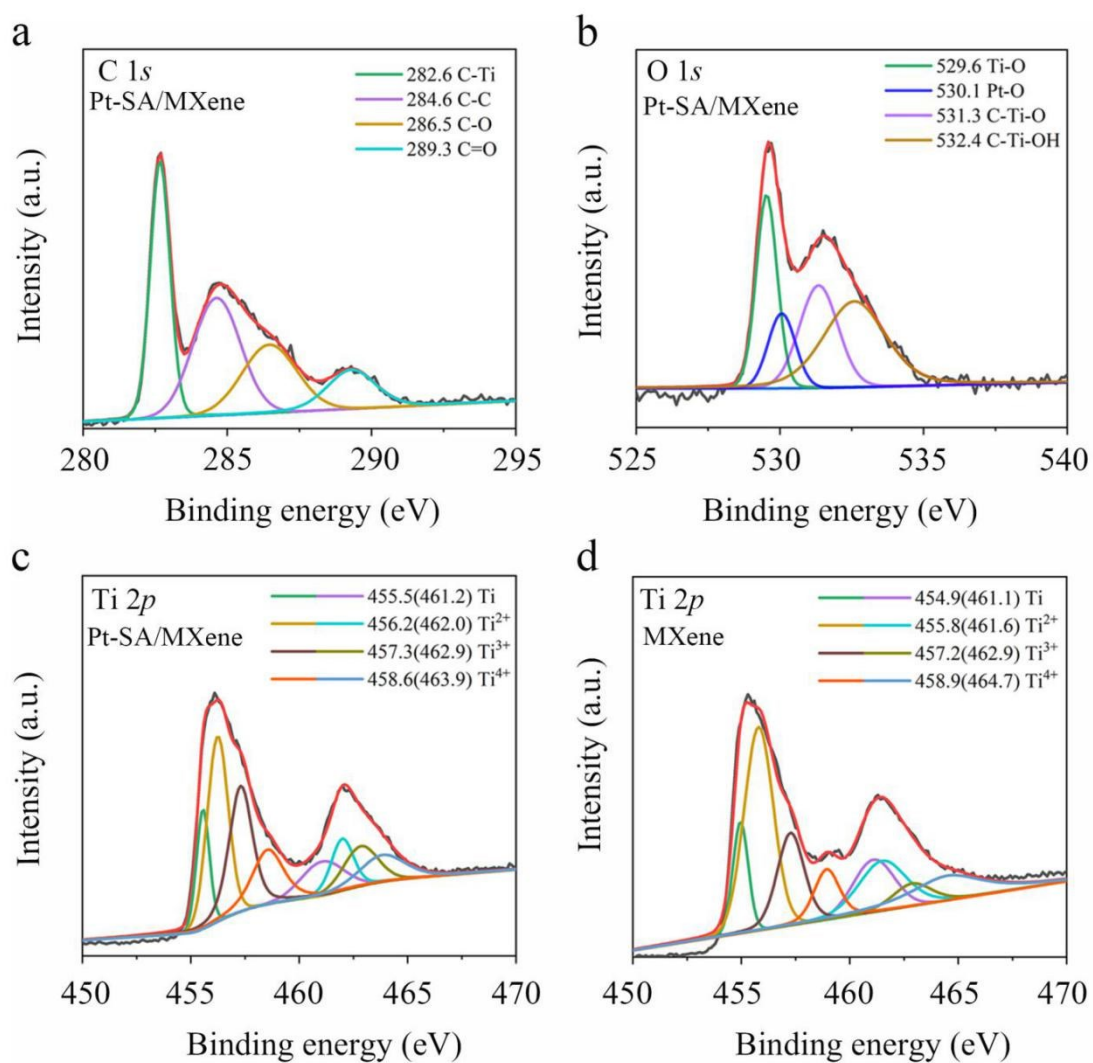 a
C 1s
Pt-SA/MXene
282.6 C-Ti
284.6 C-C
286.5 C-O
289.3 C=O
Intensity (a.u.)
280 285 290 295
Binding energy (eV)
b
O 1s
Pt-SA/MXene
529.6 Ti-O
530.1 Pt-O
531.3 C-Ti-O
532.4 C-Ti-OH
Intensity (a.u.)
525 530 535 540
Binding energy (eV)
c
Ti 2p
Pt-SA/MXene
455.5(461.2) Ti
456.2(462.0) Ti²⁺
457.3(462.9) Ti³⁺
458.6(463.9) Ti⁴⁺
Intensity (a.u.)
450 455 460 465 470
Binding energy (eV)
d
Ti 2p
MXene
454.9(461.1) Ti
455.8(461.6) Ti²⁺
457.2(462.9) Ti³⁺
458.9(464.7) Ti⁴⁺
Intensity (a.u.)
450 455 460 465 470
Binding energy (eV)